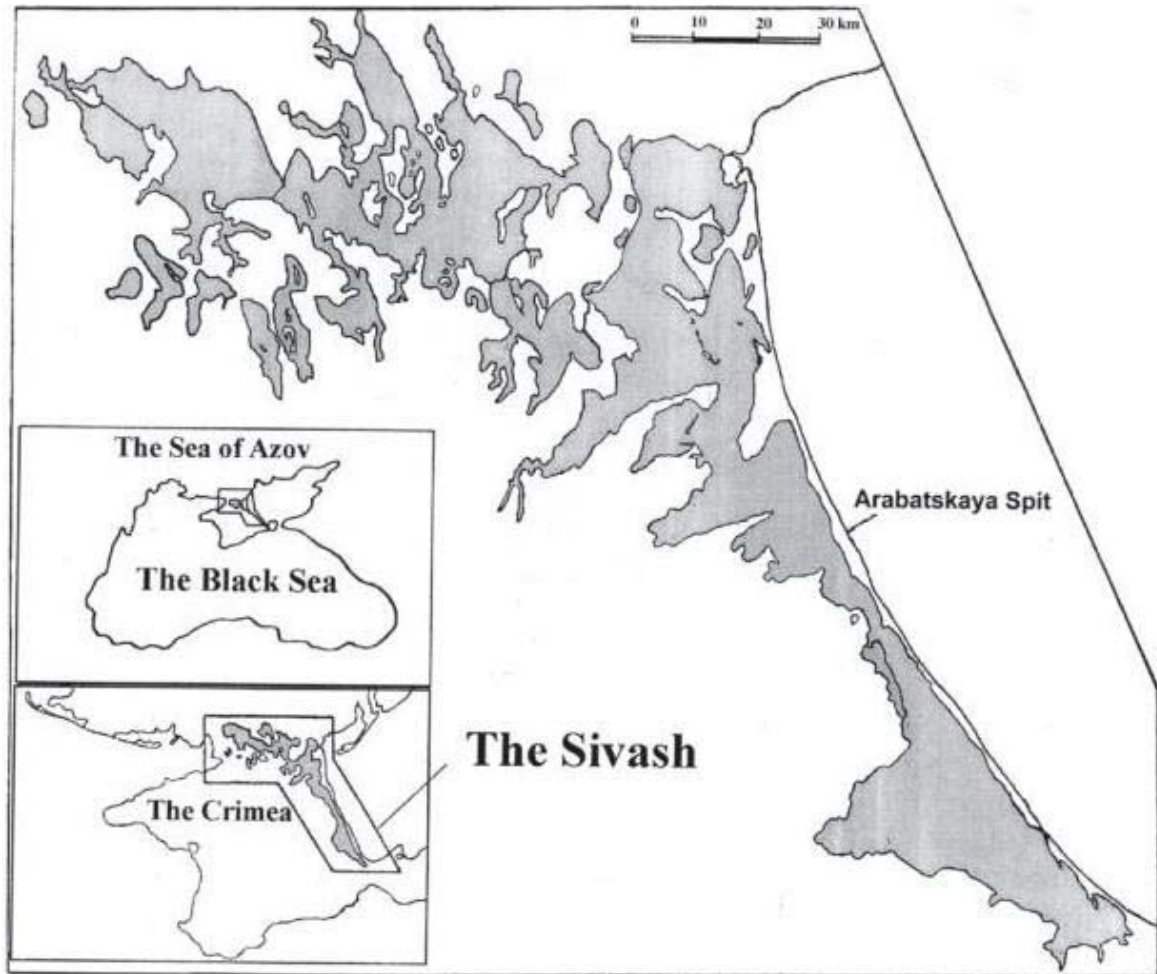 0 10 20 30 km
The Sea of Azov
The Black Sea
Arabatskaya Spit
The Sivash
The Crimea